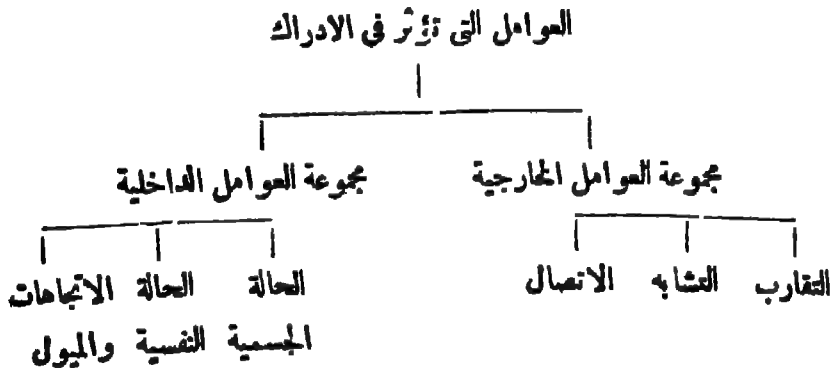 العوامل التى تؤثر في الادراك
مجموعة العوامل الخارجية مجموعة العوامل الداخلية
التقارب التشابه الاتصال الحالة الحالة الاتجاهات
الجسمية النفسية والميول